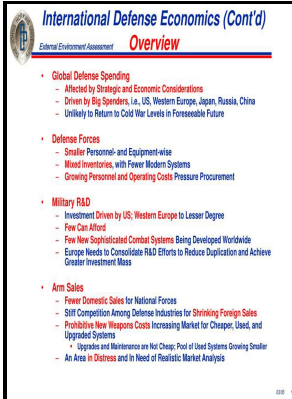 International Defense Economics (Cont'd)
External Environment Assessment Overview
• Global Defense Spending
– Affected by Strategic and Economic Considerations
– Driven by Big Spenders, i.e., US, Western Europe, Japan, Russia, China
– Unlikely to Return to Cold War Levels in Foreseeable Future
• Defense Forces
– Smaller Personnel- and Equipment-wise
– Mixed Inventories, with Fewer Modern Systems
– Growing Personnel and Operating Costs Pressure Procurement
• Military R&D
– Investment Driven by US; Western Europe to Lesser Degree
– Few Can Afford
– Few New Sophisticated Combat Systems Being Developed Worldwide
– Europe Needs to Consolidate R&D Efforts to Reduce Duplication and Achieve
Greater Investment Mass
• Arm Sales
– Fewer Domestic Sales for National Forces
– Stiff Competition Among Defense Industries for Shrinking Foreign Sales
– Prohibitive New Weapons Costs Increasing Market for Cheaper, Used, and
Upgraded Systems
• Upgrades and Maintenance are Not Cheap; Pool of Used Systems Growing Smaller
– An Area in Distress and In Need of Realistic Market Analysis